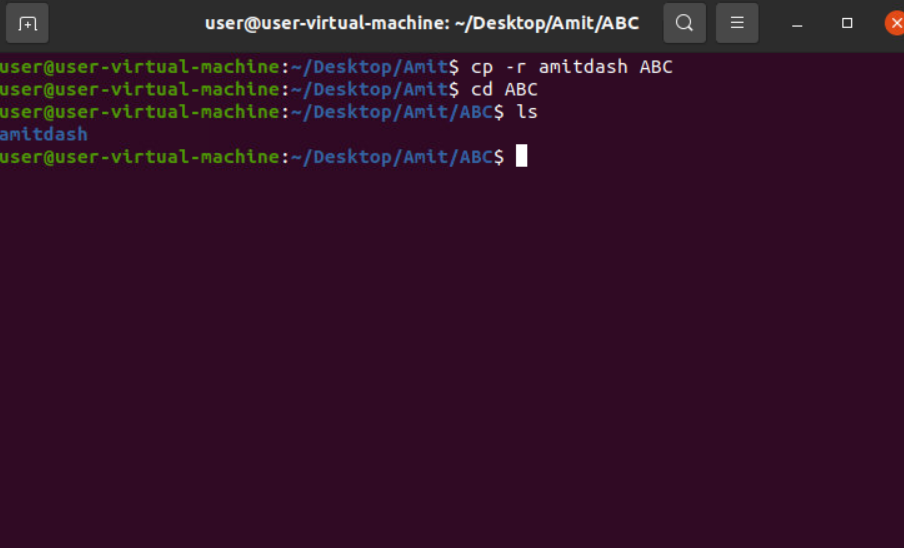 user@user-virtual-machine: ~/Desktop/Amit/ABC
user@user-virtual-machine:~/Desktop/Amit$ cp -r amitdash ABC
user@user-virtual-machine:~/Desktop/Amit$ cd ABC
user@user-virtual-machine:~/Desktop/Amit/ABC$ ls
amitdash
user@user-virtual-machine:~/Desktop/Amit/ABC$